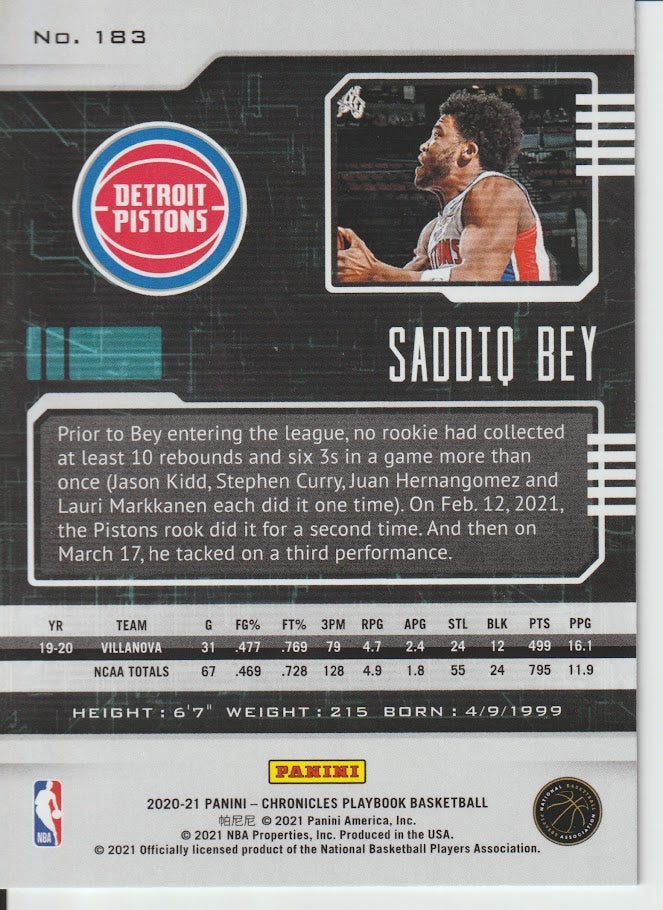 No. 183
DETROIT
PISTONS
SADDIQ BEY
Prior to Bey entering the league, no rookie had collected
at least 10 rebounds and six 3s in a game more than
once (Jason Kidd, Stephen Curry, Juan Hernangomez and
Lauri Markkanen each did it one time). On Feb. 12, 2021,
the Pistons rook did it for a second time. And then on
March 17, he tacked on a third performance.
YR TEAM G FG% FT% 3PM RPG APG STL BLK PTS PPG
19-20 VILLANOVA 31 .477 .769 79 4.7 2.4 24 12 499 16.1
NCAA TOTALS 67 .469 .728 128 4.9 1.8 55 24 795 11.9
HEIGHT : 6'7" WEIGHT : 215 BORN : 4/9/1999
PANINI
2020-21 PANINI – CHRONICLES PLAYBOOK BASKETBALL
帕尼尼 © 2021 Panini America, Inc.
© 2021 NBA Properties, Inc. Produced in the USA.
© 2021 Officially licensed product of the National Basketball Players Association.
NBA
NATIONAL BASKETBALL
PLAYERS ASSOCIATION